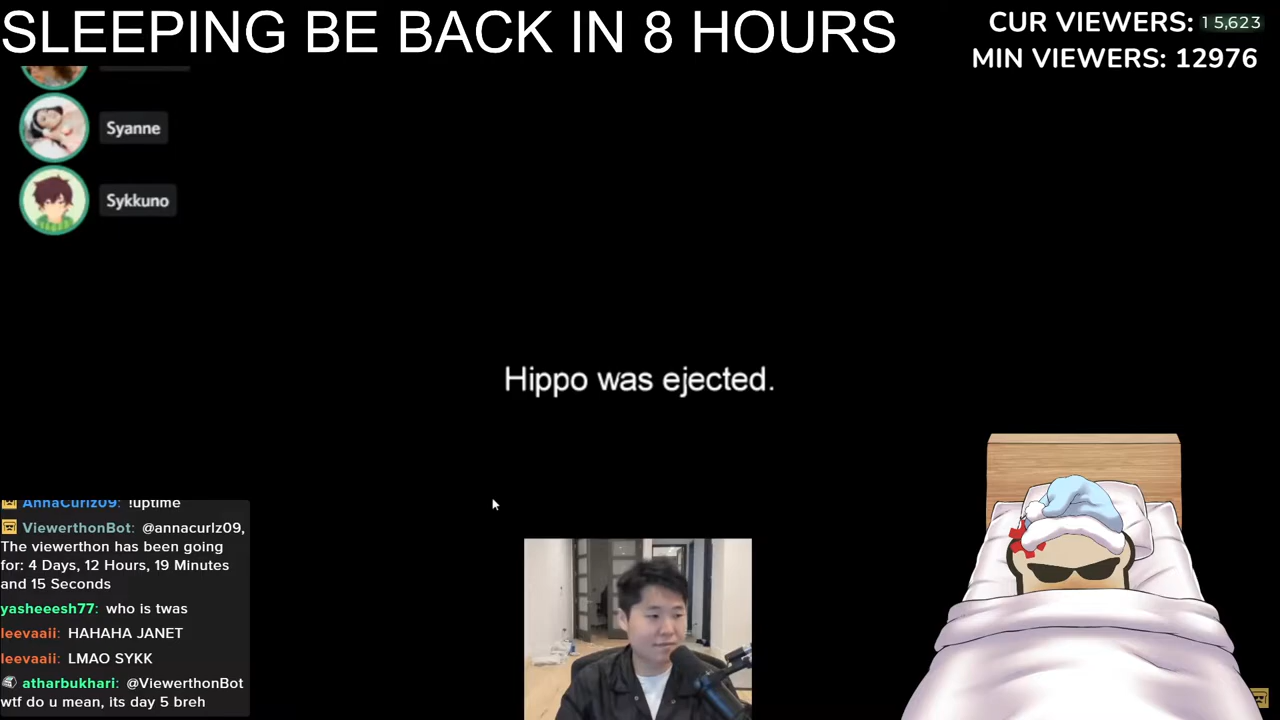 SLEEPING BE BACK IN 8 HOURS
CUR VIEWERS: 15,623
MIN VIEWERS: 12976
Syanne
Sykkuno
Hippo was ejected.
AnnaCurlz09: !uptime
ViewerthonBot: @annacurlz09,
The viewerthon has been going
for: 4 Days, 12 Hours, 19 Minutes
and 15 Seconds
yasheeesh77: who is twas
leevaaii: HAHAHA JANET
leevaaii: LMAO SYKK
atharbukhari: @ViewerthonBot
wtf do u mean, its day 5 breh